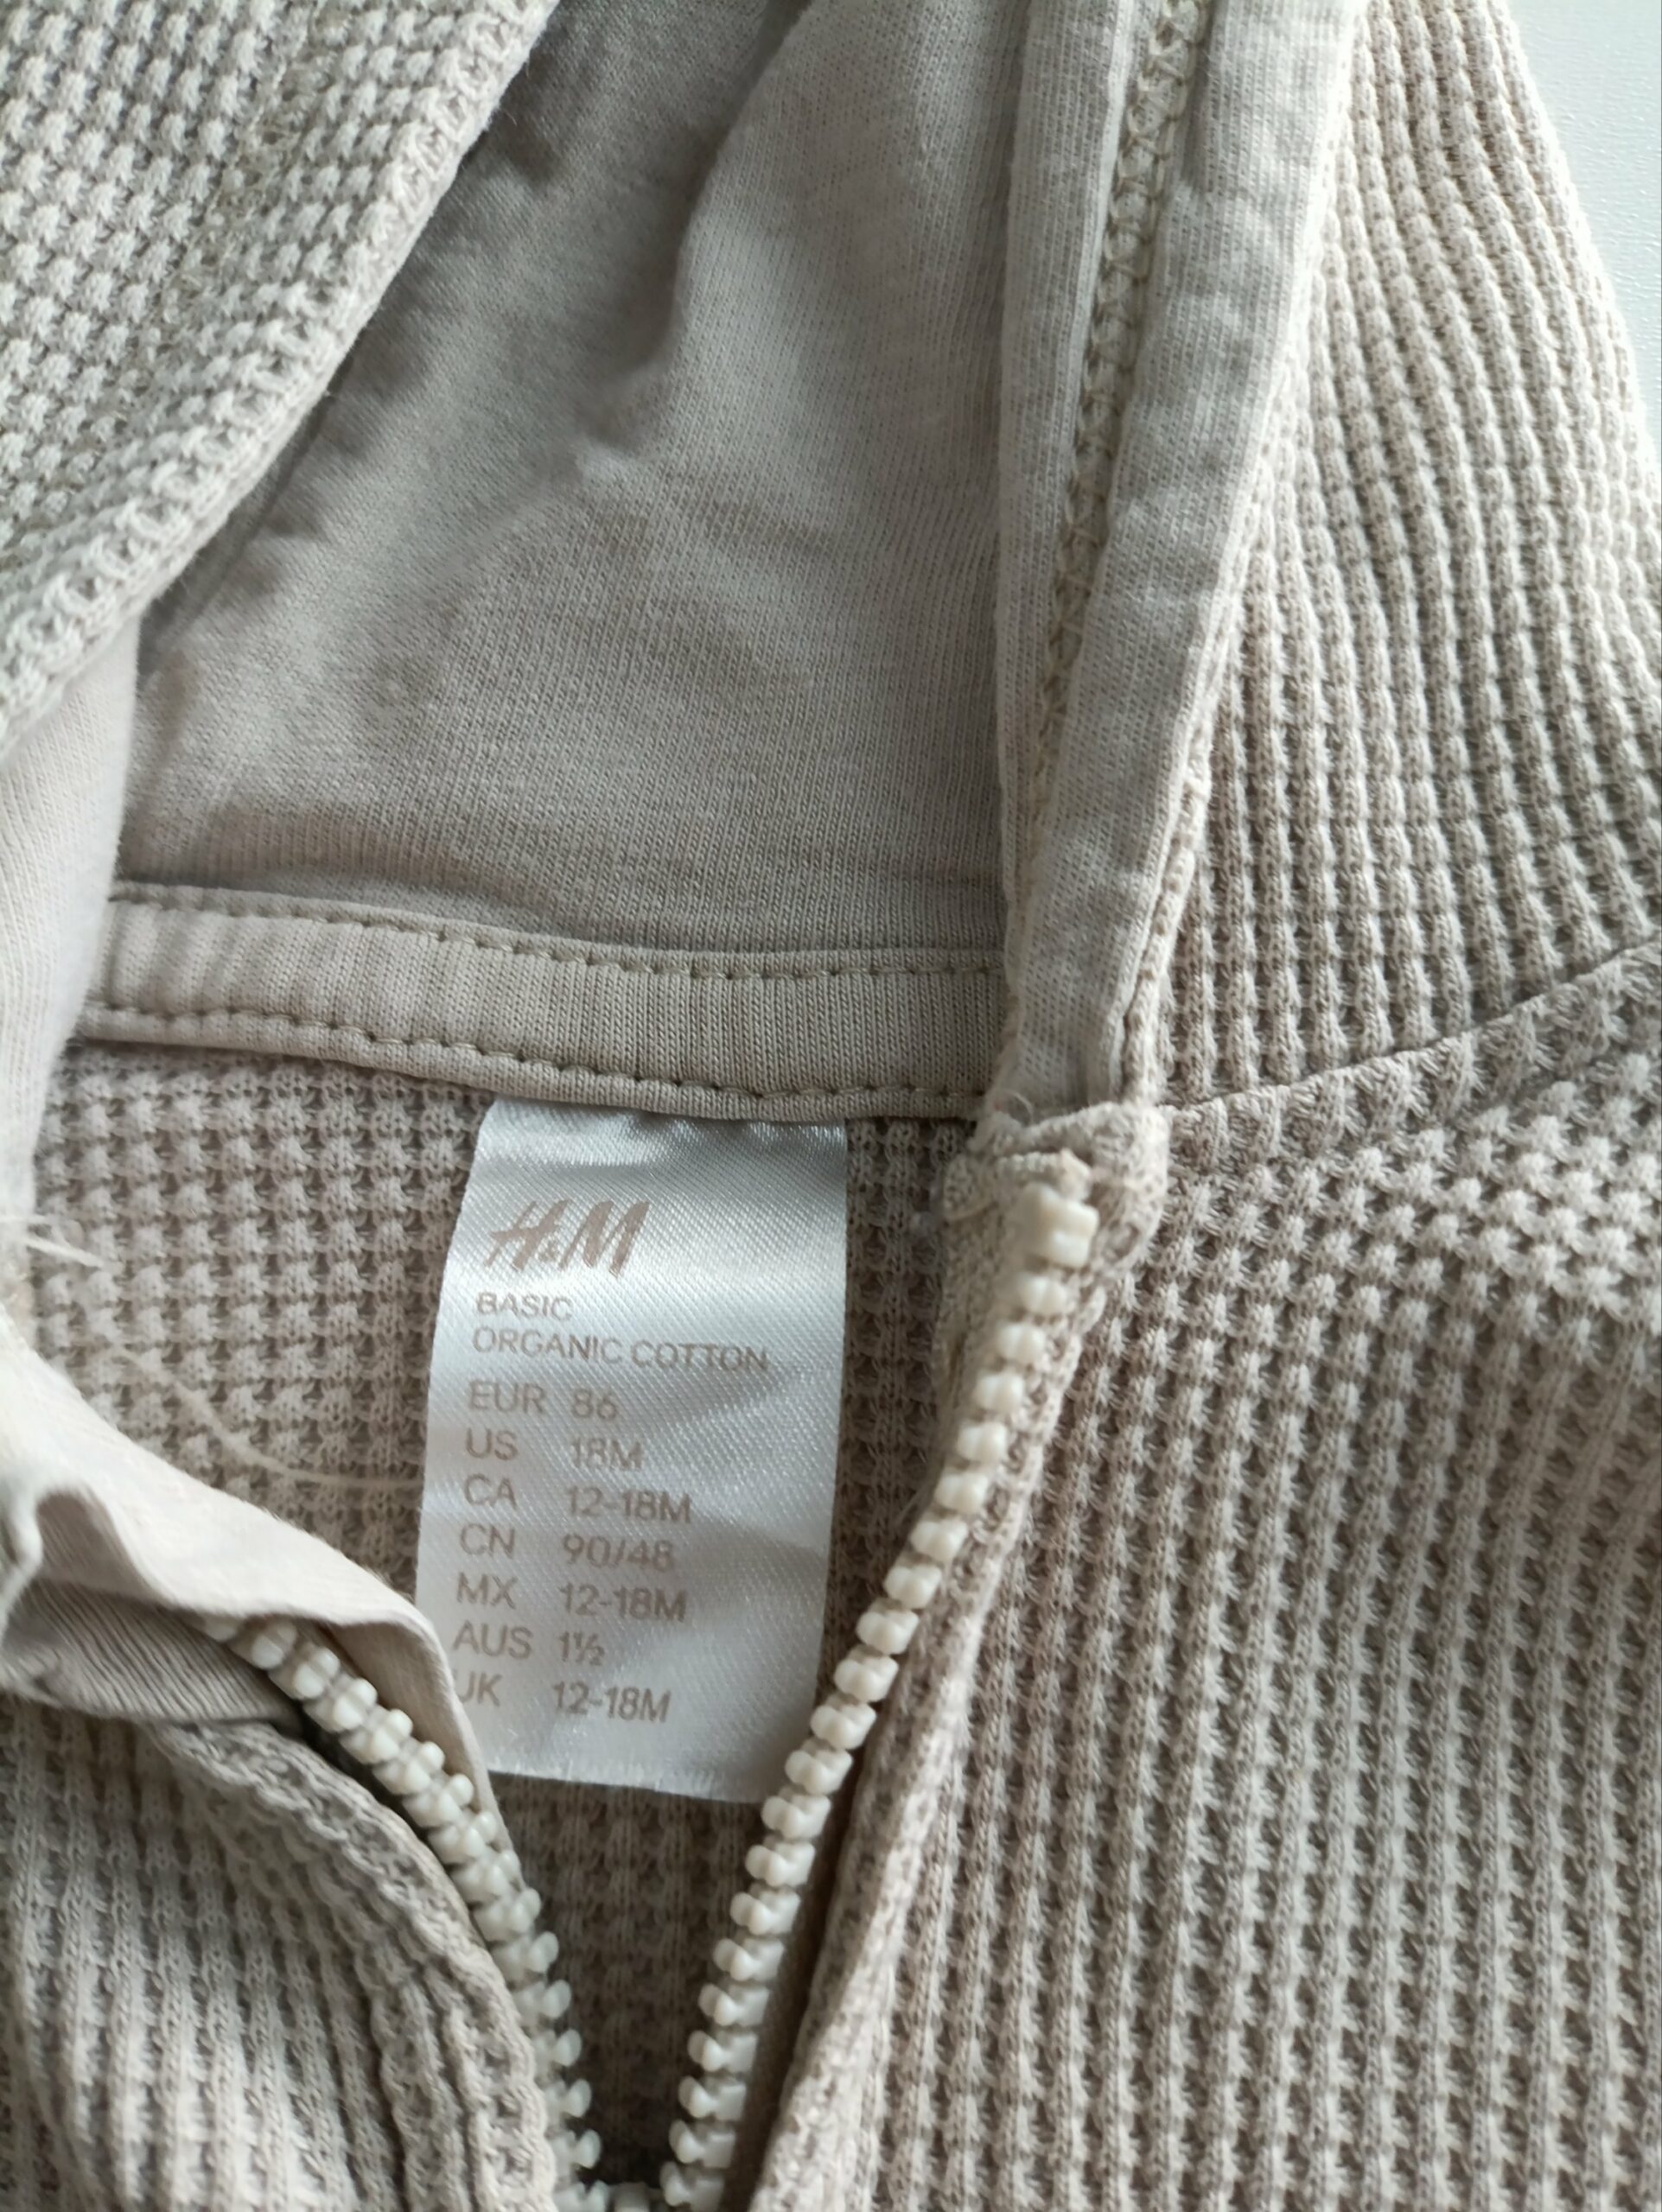 H&M
BASIC
ORGANIC COTTON
EUR 86
US 18M
CA 12-18M
CN 90/48
MX 12-18M
AUS 1½
UK 12-18M